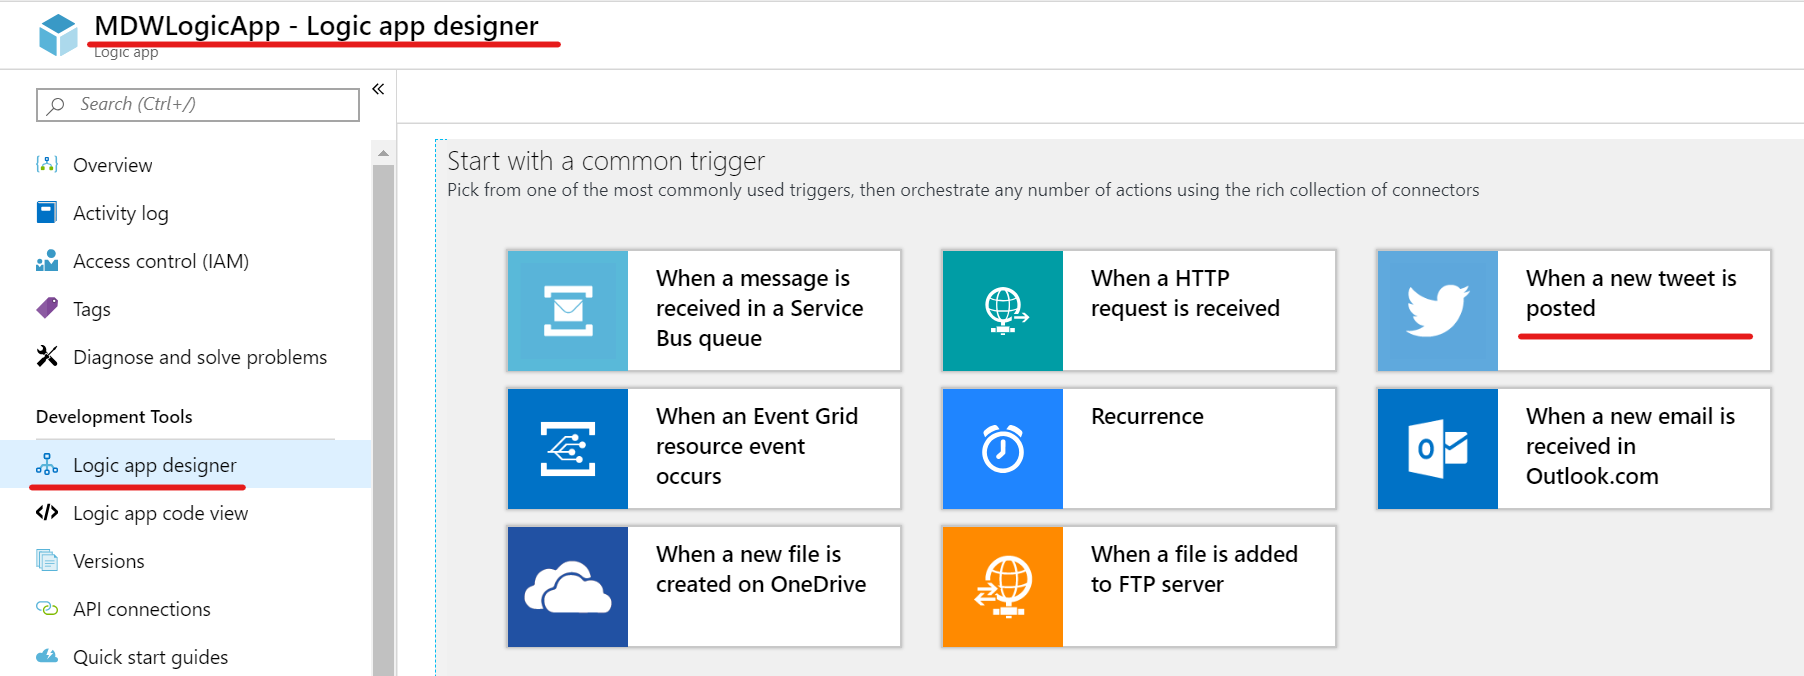 MDWLogicApp - Logic app designer
Logic app
Search (Ctrl+/)
«
Overview
Activity log
Access control (IAM)
Tags
Diagnose and solve problems
Development Tools
Logic app designer
Logic app code view
Versions
API connections
Quick start guides
Start with a common trigger
Pick from one of the most commonly used triggers, then orchestrate any number of actions using the rich collection of connectors
When a message is
received in a Service
Bus queue
When a HTTP
request is received
When a new tweet is
posted
When an Event Grid
resource event
occurs
Recurrence
When a new email is
received in
Outlook.com
When a new file is
created on OneDrive
When a file is added
to FTP server